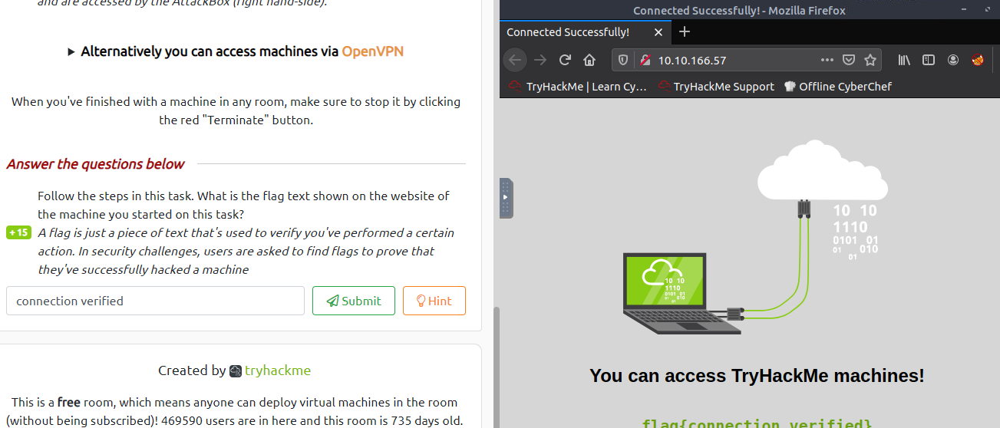 and are accessed by the AttackBox (right hand-side).
▶ Alternatively you can access machines via OpenVPN
When you've finished with a machine in any room, make sure to stop it by clicking
the red "Terminate" button.
Answer the questions below
Follow the steps in this task. What is the flag text shown on the website of
the machine you started on this task?
+15
A flag is just a piece of text that's used to verify you've performed a certain
action. In security challenges, users are asked to find flags to prove that
they've successfully hacked a machine
connection verified
Submit
Hint
Created by tryhackme
This is a free room, which means anyone can deploy virtual machines in the room
(without being subscribed)! 469590 users are in here and this room is 735 days old.
Connected Successfully! - Mozilla Firefox
Connected Successfully!
10.10.166.57
TryHackMe | Learn Cy…
TryHackMe Support
Offline CyberChef
10 10
1110
0101 01
01 010
01
10 10
1110
0101 01
01 010
01
You can access TryHackMe machines!
flag{connection_verified}